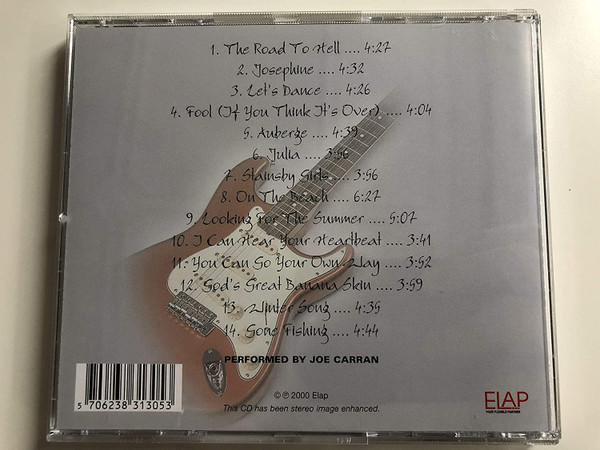 1. The Road To Hell .... 4:27
2. Josephine .... 4:32
3. Let's Dance .... 4:26
4. Fool (If You Think It's Over) .... 4:04
5. Auberge .... 4:39
6. Julia .... 3:56
7. Stainsby Girls .... 3:56
8. On The Beach .... 6:27
9. Looking For The Summer .... 5:07
10. I Can Hear Your Heartbeat .... 3:41
11. You Can Go Your Own Way .... 3:52
12. God's Great Banana Skin .... 3:59
13. Winter Song .... 4:35
14. Gone Fishing .... 4:44
PERFORMED BY JOE CARRAN
5 706238 313053
© ℗ 2000 Elap
This CD has been stereo image enhanced.
ELAP
YOUR FLEXIBLE PARTNER